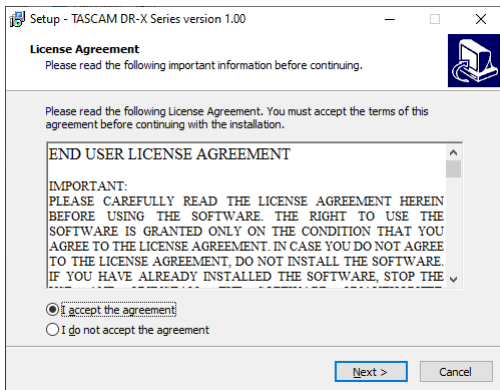 Setup - TASCAM DR-X Series version 1.00
License Agreement
Please read the following important information before continuing.
Please read the following License Agreement. You must accept the terms of this
agreement before continuing with the installation.
END USER LICENSE AGREEMENT
IMPORTANT:
PLEASE CAREFULLY READ THE LICENSE AGREEMENT HEREIN
BEFORE USING THE SOFTWARE. THE RIGHT TO USE THE
SOFTWARE IS GRANTED ONLY ON THE CONDITION THAT YOU
AGREE TO THE LICENSE AGREEMENT. IN CASE YOU DO NOT AGREE
TO THE LICENSE AGREEMENT, DO NOT INSTALL THE SOFTWARE.
IF YOU HAVE ALREADY INSTALLED THE SOFTWARE, STOP THE
I accept the agreement
I do not accept the agreement
Next >
Cancel